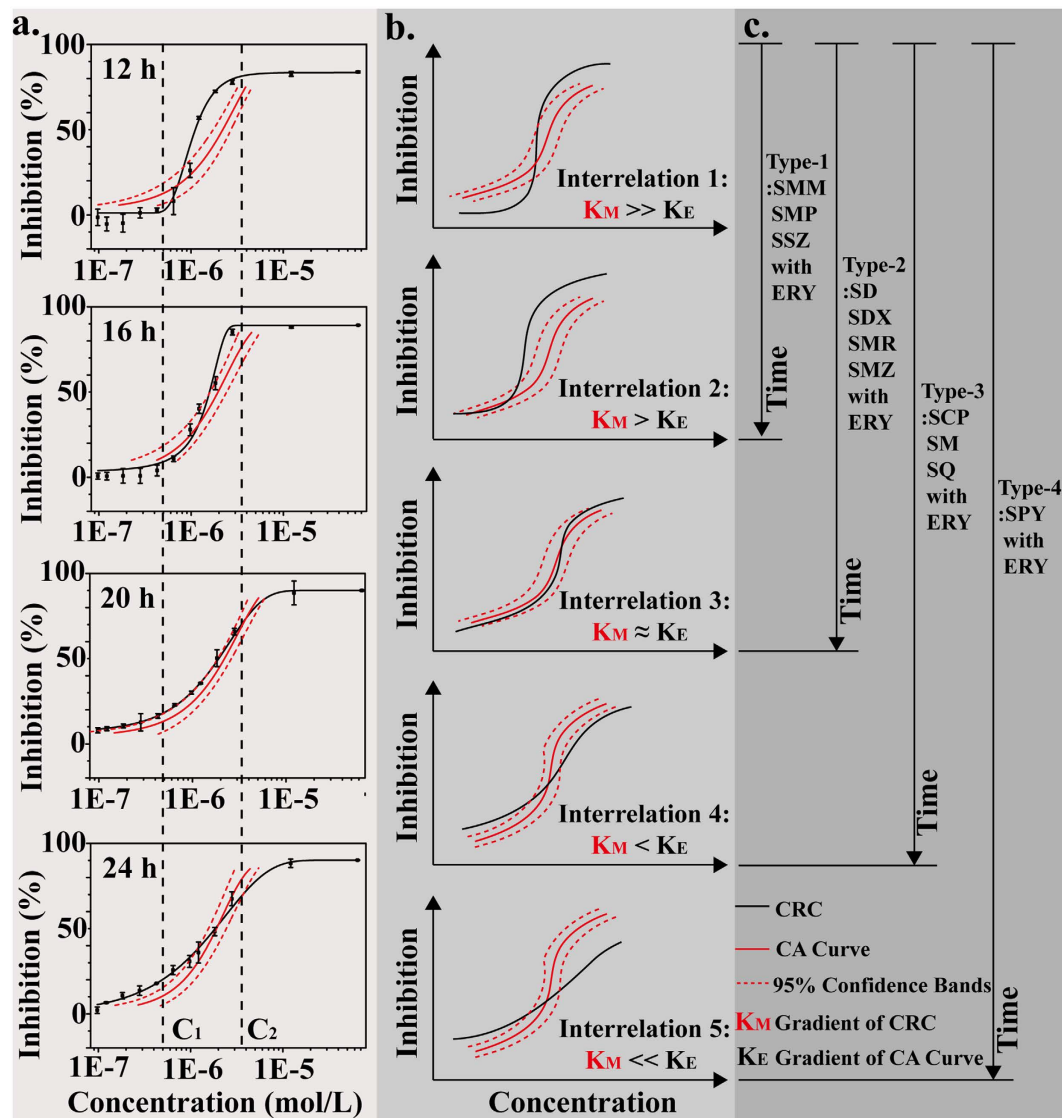 a.
100
12 h
50
0
1E-7 1E-6 1E-5
Inhibition (%)
100
16 h
50
0
1E-7 1E-6 1E-5
Inhibition (%)
100
20 h
50
0
1E-7 1E-6 1E-5
Inhibition (%)
100
24 h
50
0
C1 C2
1E-7 1E-6 1E-5
Inhibition (%)
Concentration (mol/L)
b.
Inhibition
Interrelation 1:
KM >> KE
Inhibition
Interrelation 2:
KM > KE
Inhibition
Interrelation 3:
KM ≈ KE
Inhibition
Interrelation 4:
KM < KE
Inhibition
Interrelation 5:
KM << KE
Concentration
c.
Type-1
:SMM
SMP
SSZ
with
ERY
Time
Type-2
:SD
SDX
SMR
SMZ
with
ERY
Time
Type-3
:SCP
SM
SQ
with
ERY
Time
Type-4
:SPY
with
ERY
Time
CRC
CA Curve
95% Confidence Bands
KM Gradient of CRC
KE Gradient of CA Curve